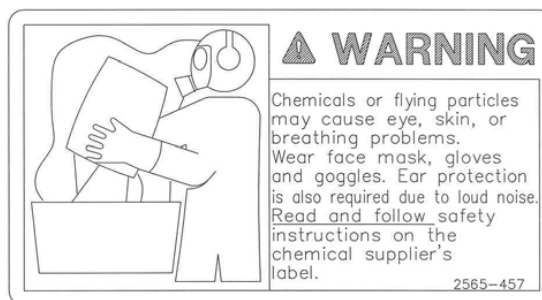 WARNING
Chemicals or flying particles
may cause eye, skin, or
breathing problems.
Wear face mask, gloves
and goggles. Ear protection
is also required due to loud noise.
Read and follow safety
instructions on the
chemical supplier's
label.
2565-457